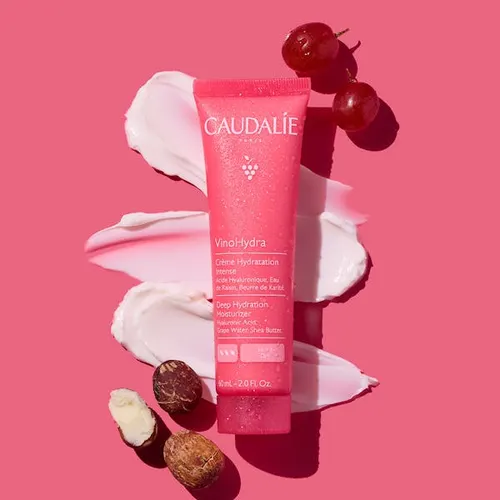 CAUDALÍE
PARIS
VinoHydra
Crème Hydratation
Intense
Acide Hyaluronique, Eau
de Raisin, Beurre de Karité
Deep Hydration
Moisturizer
Hyaluronic Acid,
Grape Water, Shea Butter
60mL - 2.0 Fl. Oz.